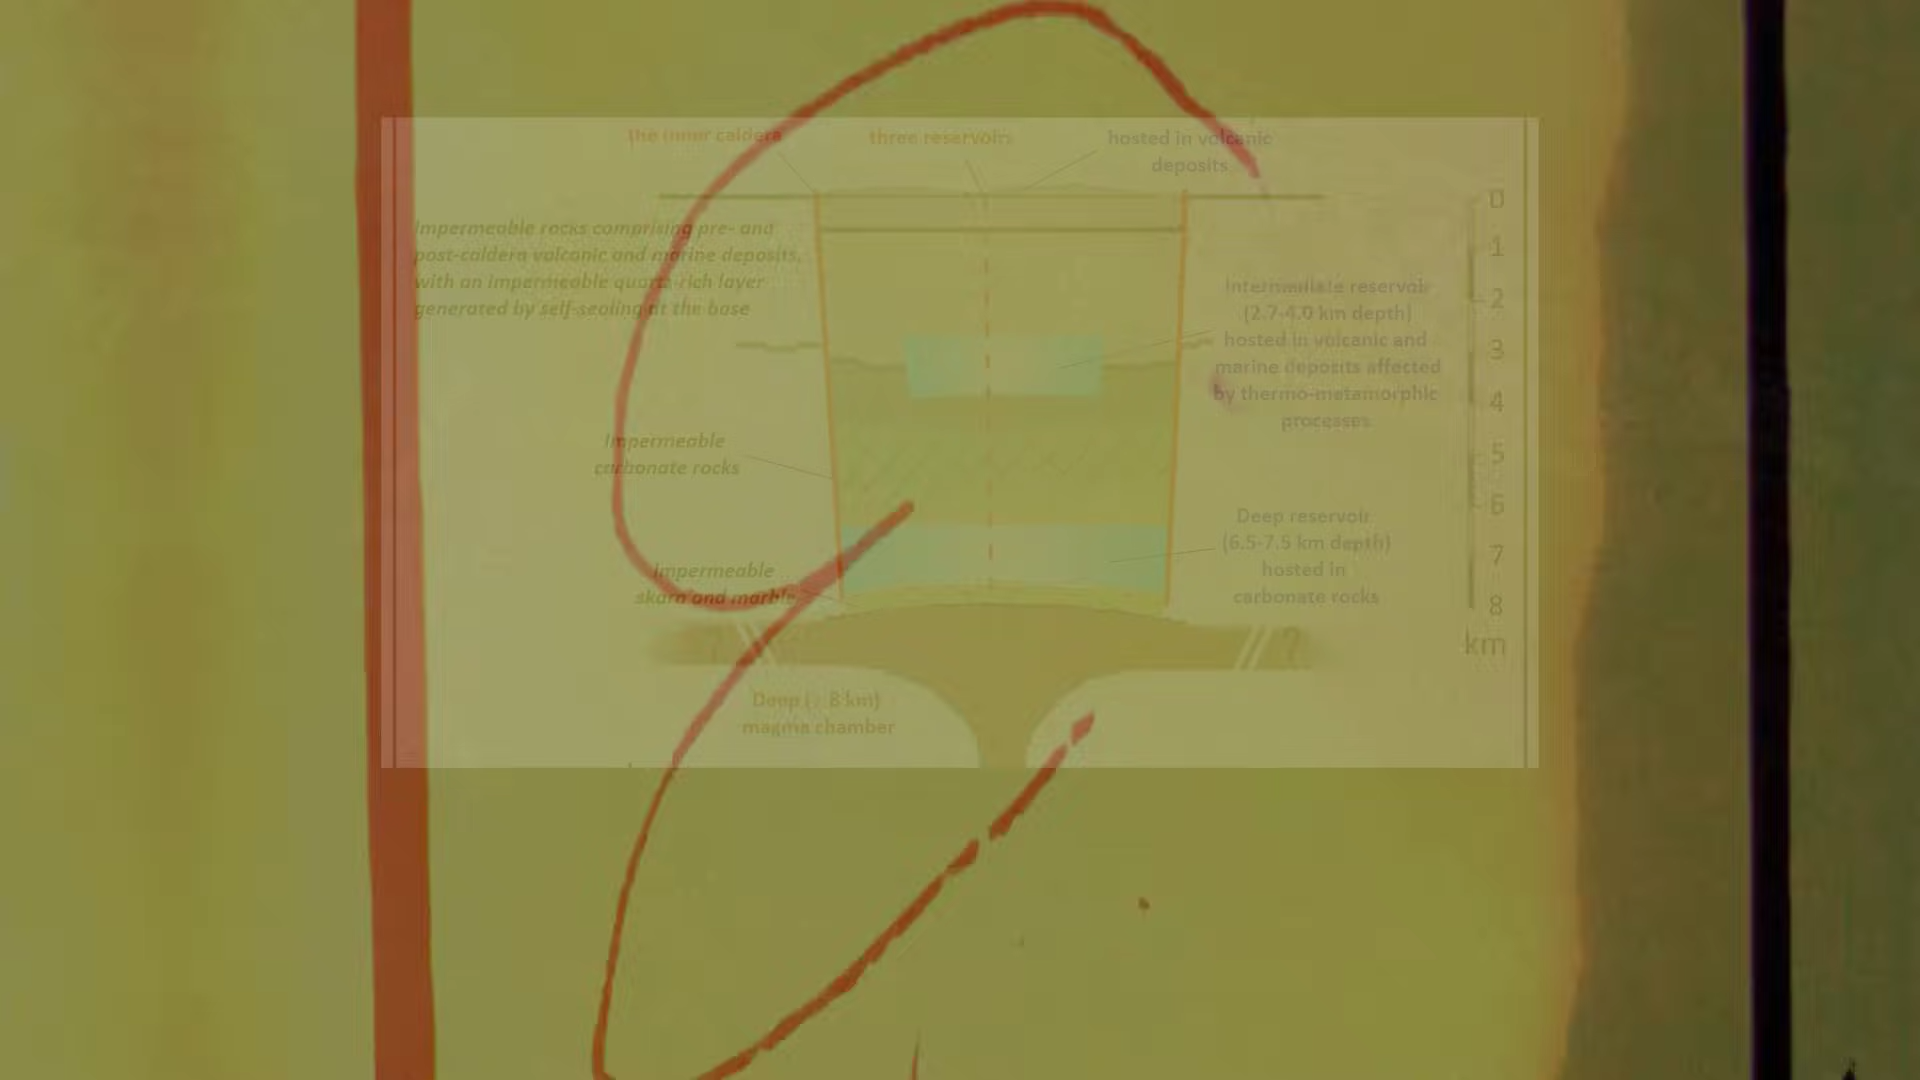 the inner caldera
three reservoirs
hosted in volcanic
deposits
Impermeable rocks comprising pre- and
post-caldera volcanic and marine deposits,
with an impermeable quartz-rich layer
generated by self-sealing at the base
Intermediate reservoir
(2.7-4.0 km depth)
hosted in volcanic and
marine deposits affected
by thermo-metamorphic
processes
Impermeable
carbonate rocks
Deep reservoir
(6.5-7.5 km depth)
hosted in
carbonate rocks
Impermeable
skarn and marble
?
Deep (> 8 km)
magma chamber
0
1
2
3
4
5
6
7
8
km